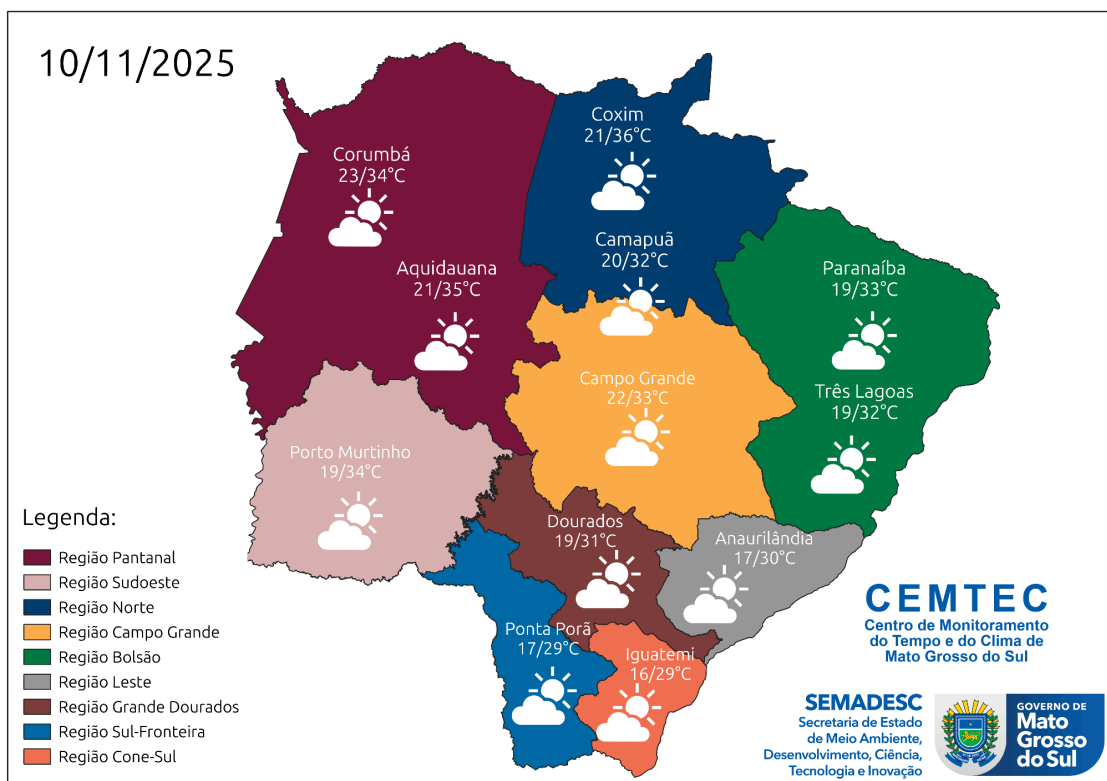 10/11/2025
Coxim
21/36°C
Corumbá
23/34°C
Camapuã
20/32°C
Aquidauana
21/35°C
Paranaíba
19/33°C
Campo Grande
22/33°C
Três Lagoas
19/32°C
Porto Murtinho
19/34°C
Dourados
19/31°C
Anaurilândia
17/30°C
Ponta Porã
17/29°C
Iguatemi
16/29°C
Legenda:
Região Pantanal
Região Sudoeste
Região Norte
Região Campo Grande
Região Bolsão
Região Leste
Região Grande Dourados
Região Sul-Fronteira
Região Cone-Sul
CEMTEC
Centro de Monitoramento
do Tempo e do Clima de
Mato Grosso do Sul
SEMADESC
Secretaria de Estado
de Meio Ambiente,
Desenvolvimento, Ciência,
Tecnologia e Inovação
GOVERNO DE
Mato
Grosso
do Sul